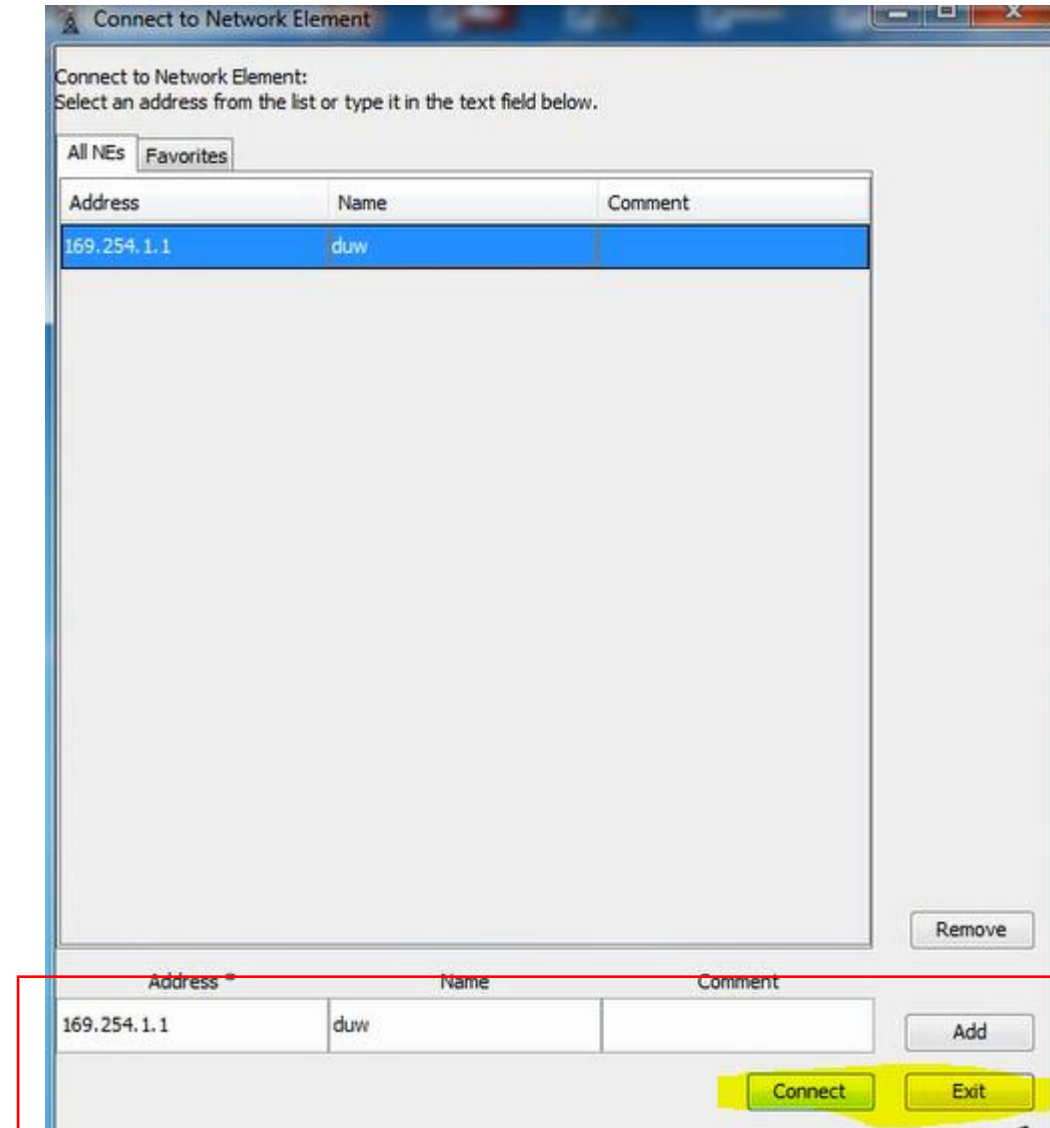 Connect to Network Element
Connect to Network Element:
Select an address from the list or type it in the text field below.
All NEs Favorites
Address Name Comment
169.254.1.1 duw
Remove
Address * Name Comment
169.254.1.1 duw
Add
Connect Exit